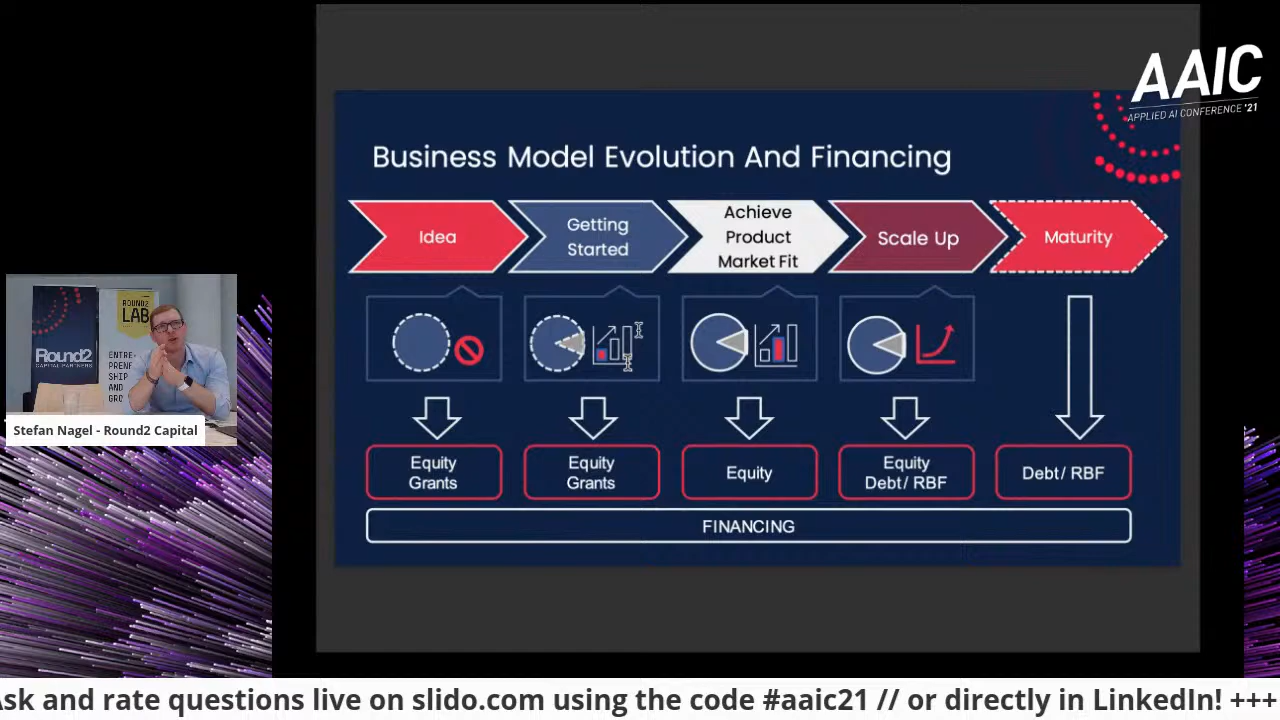 AAIC
APPLIED AI CONFERENCE '21
Business Model Evolution And Financing
Idea
Getting
Started
Achieve
Product
Market Fit
Scale Up
Maturity
Equity
Grants
Equity
Grants
Equity
Equity
Debt/ RBF
Debt/ RBF
FINANCING
Round2
CAPITAL PARTNERS
ROUND2
LAB
ENTRE-
PRENE
SHIP
AND
GRO
Stefan Nagel - Round2 Capital
Ask and rate questions live on slido.com using the code #aaic21 // or directly in LinkedIn! +++